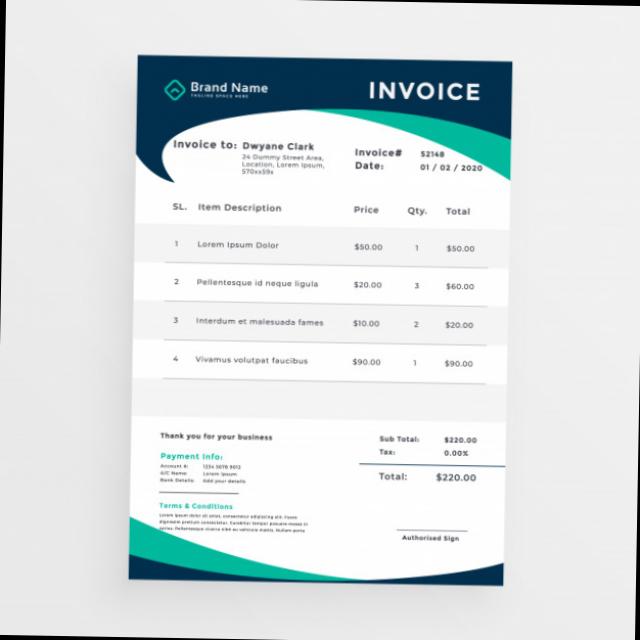 Brand Name
TAGLINE SPACE HERE
INVOICE
Invoice to: Dwyane Clark
24 Dummy Street Area,
Location, Lorem Ipsum,
570xx59x
Invoice# 52148
Date: 01 / 02 / 2020
SL. Item Description Price Qty. Total
1 Lorem Ipsum Dolor $50.00 1 $50.00
2 Pellentesque id neque ligula $20.00 3 $60.00
3 Interdum et malesuada fames $10.00 2 $20.00
4 Vivamus volutpat faucibus $90.00 1 $90.00
Thank you for your business
Payment Info:
Account #: 1234 5678 9012
A/C Name: Lorem Ipsum
Bank Details: Add your details
Sub Total: $220.00
Tax: 0.00%
Total: $220.00
Terms & Conditions
Lorem ipsum dolor sit amet, consectetur adipiscing elit. Fusce
dignissim pretium consectetur. Curabitur tempor posuere massa in
varius. Pellentesque viverra nibh eu vehicula mattis. Nullam porta
Authorised Sign